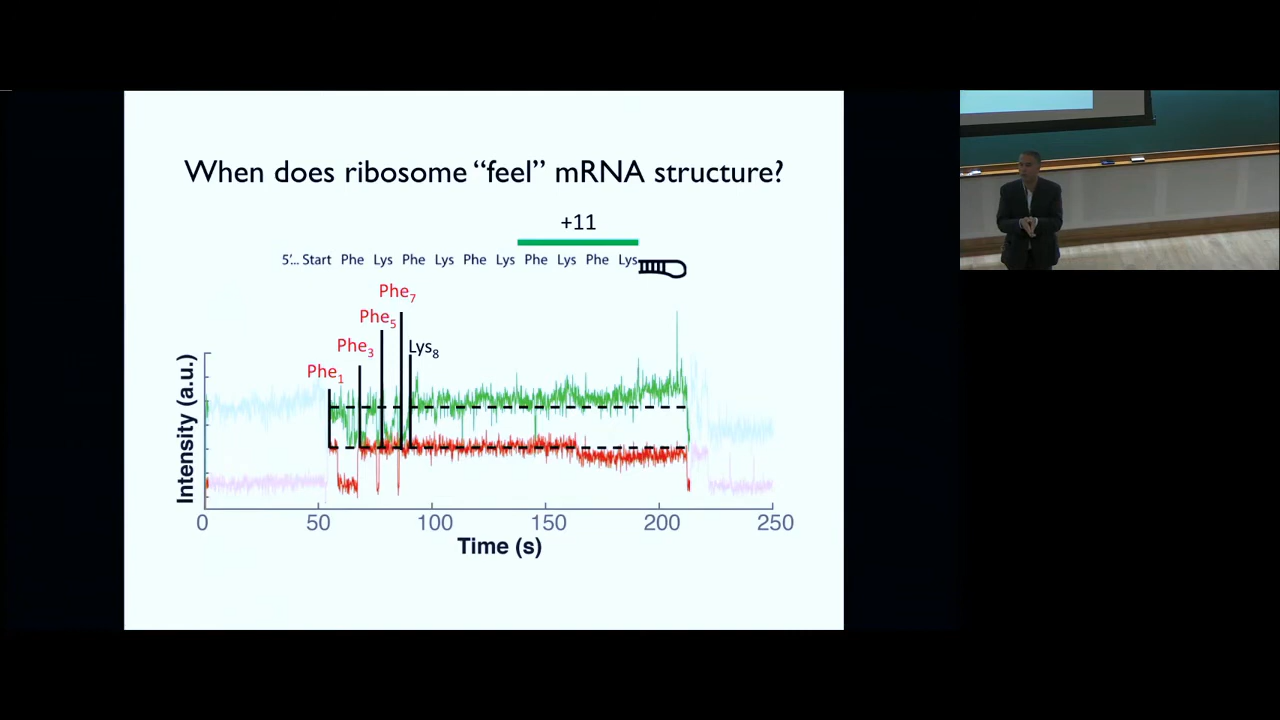 When does ribosome “feel” mRNA structure?
+11
5’... Start Phe Lys Phe Lys Phe Lys Phe Lys Phe Lys
Phe7
Phe5
Phe3
Lys8
Phe1
Intensity (a.u.)
0 50 100 150 200 250
Time (s)